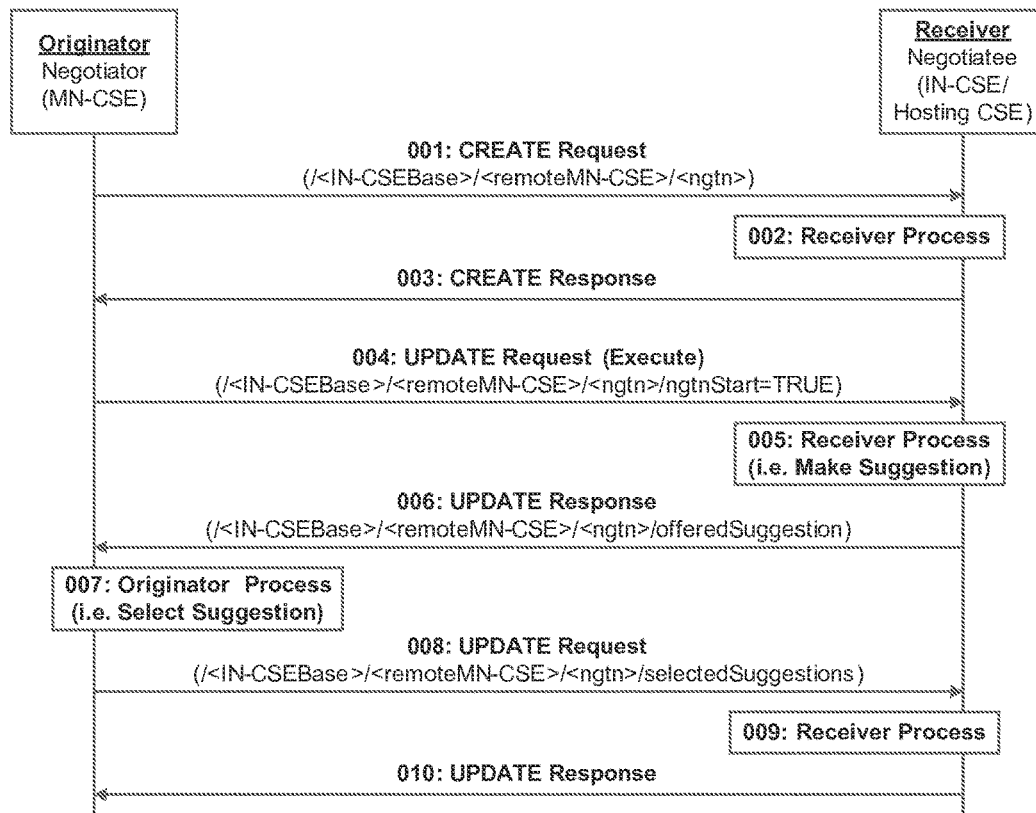 Originator
Negotiator
(MN-CSE)
Receiver
Negotiatee
(IN-CSE/
Hosting CSE)
001: CREATE Request
(/<IN-CSEBase>/<remoteMN-CSE>/<ngtn>)
002: Receiver Process
003: CREATE Response
004: UPDATE Request (Execute)
(/<IN-CSEBase>/<remoteMN-CSE>/<ngtn>/ngtnStart=TRUE)
005: Receiver Process
(i.e. Make Suggestion)
006: UPDATE Response
(/<IN-CSEBase>/<remoteMN-CSE>/<ngtn>/offeredSuggestion)
007: Originator Process
(i.e. Select Suggestion)
008: UPDATE Request
(/<IN-CSEBase>/<remoteMN-CSE>/<ngtn>/selectedSuggestions)
009: Receiver Process
010: UPDATE Response